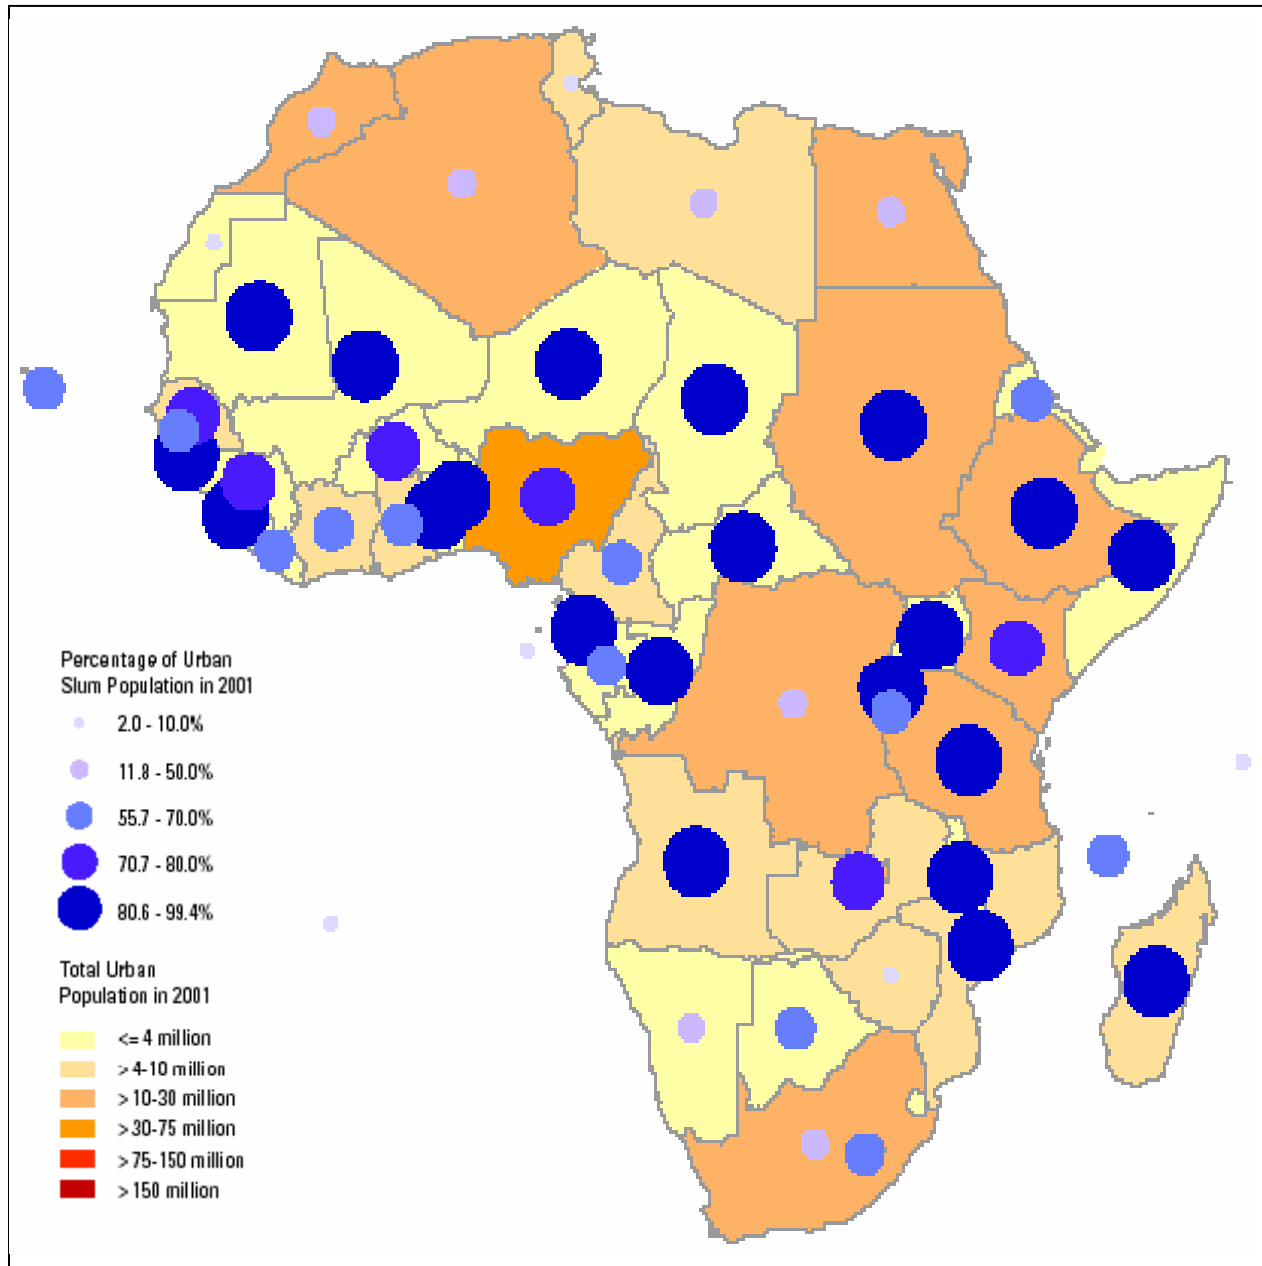 Percentage of Urban
Slum Population in 2001
2.0 - 10.0%
11.8 - 50.0%
55.7 - 70.0%
70.7 - 80.0%
80.6 - 99.4%
Total Urban
Population in 2001
<= 4 million
> 4-10 million
> 10-30 million
> 30-75 million
> 75-150 million
> 150 million